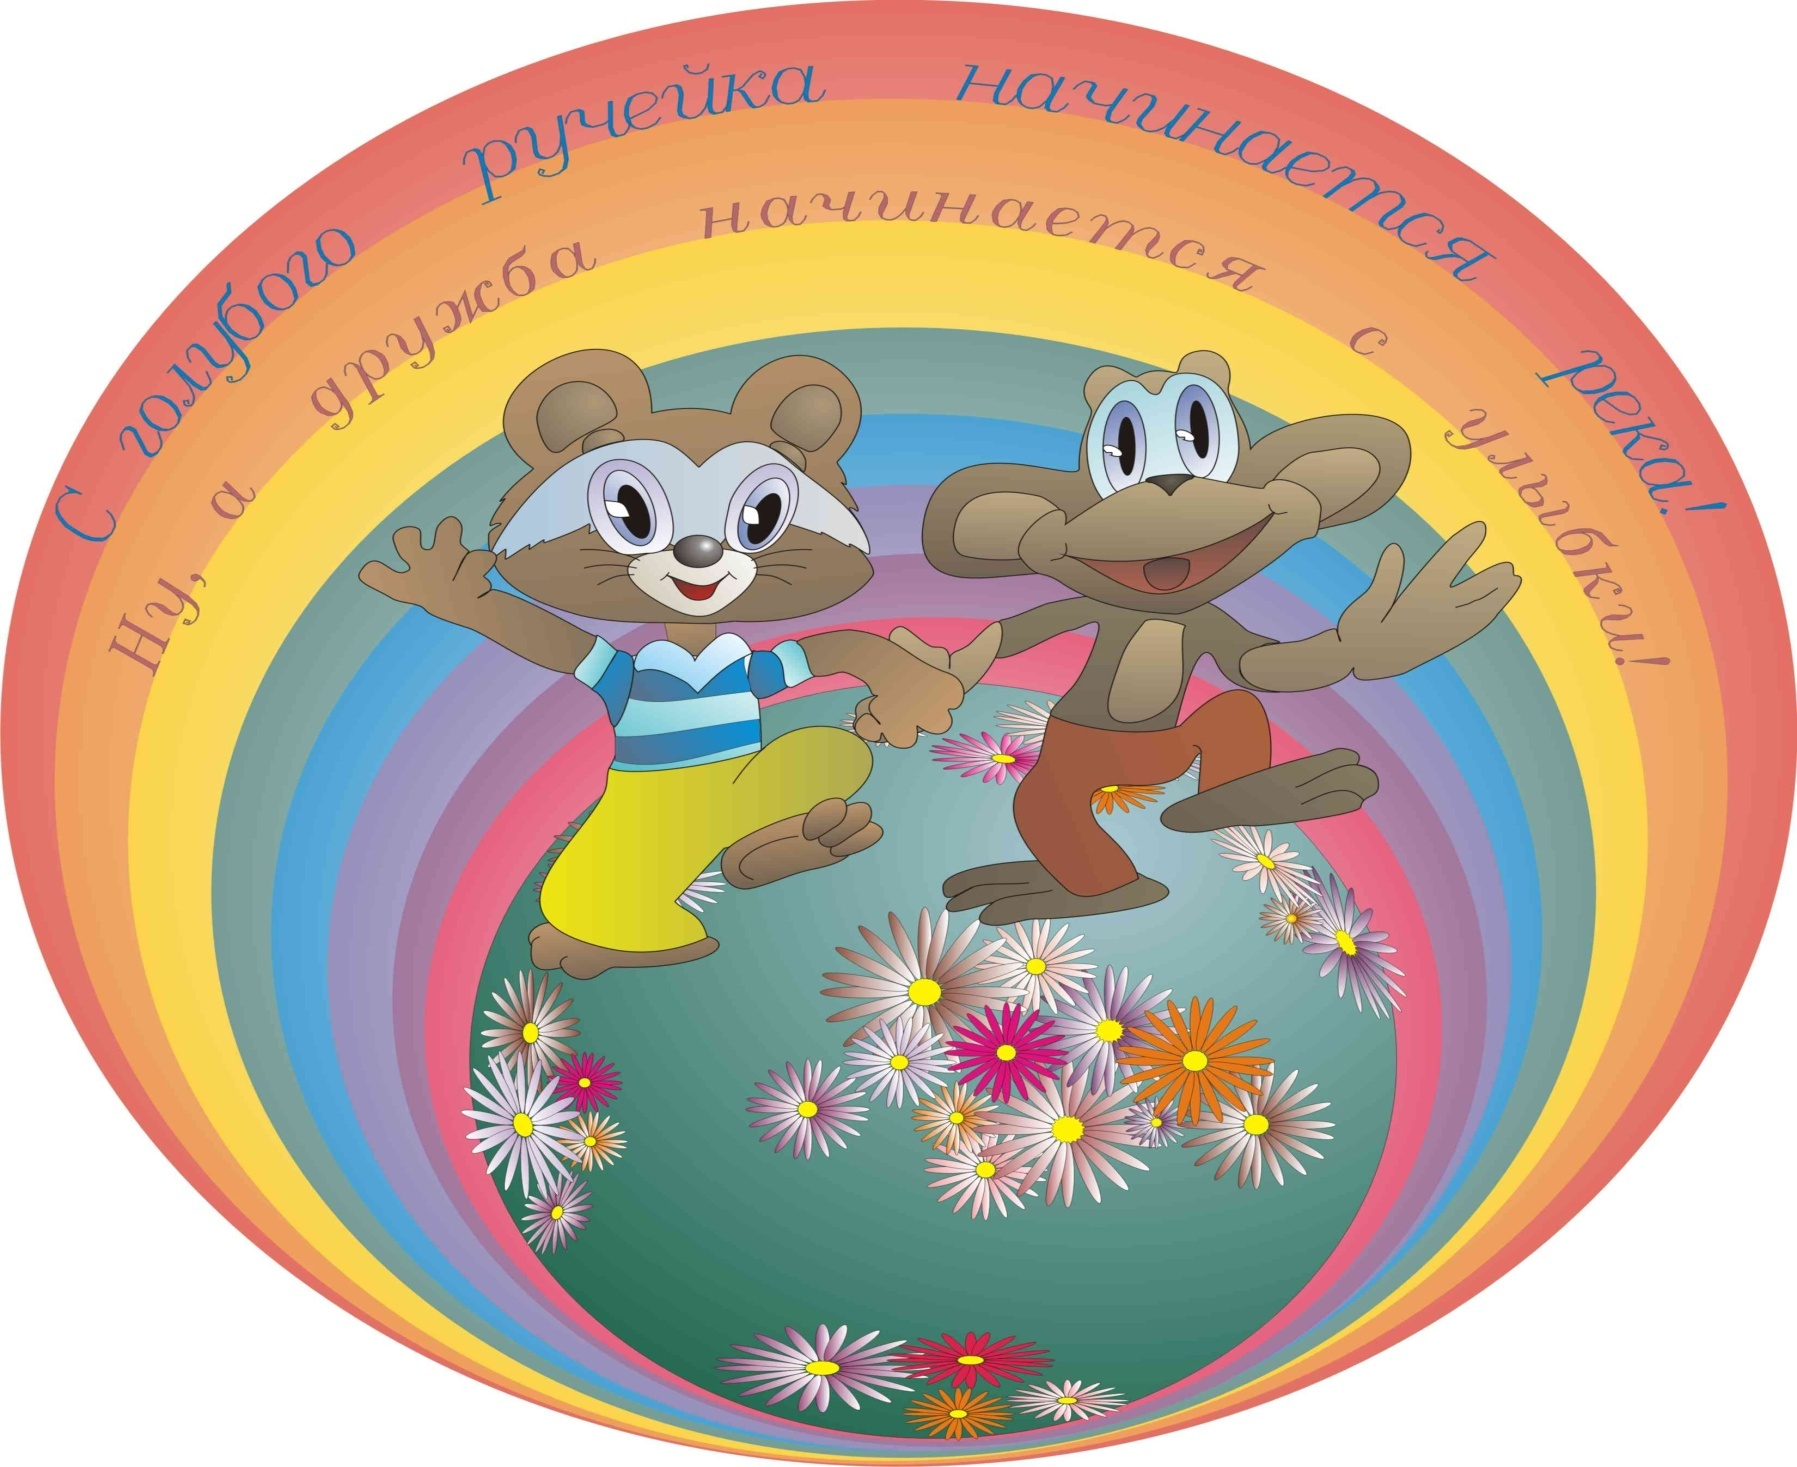 С голубого ручейка начинается река!
Ну, а дружба начинается с улыбки!